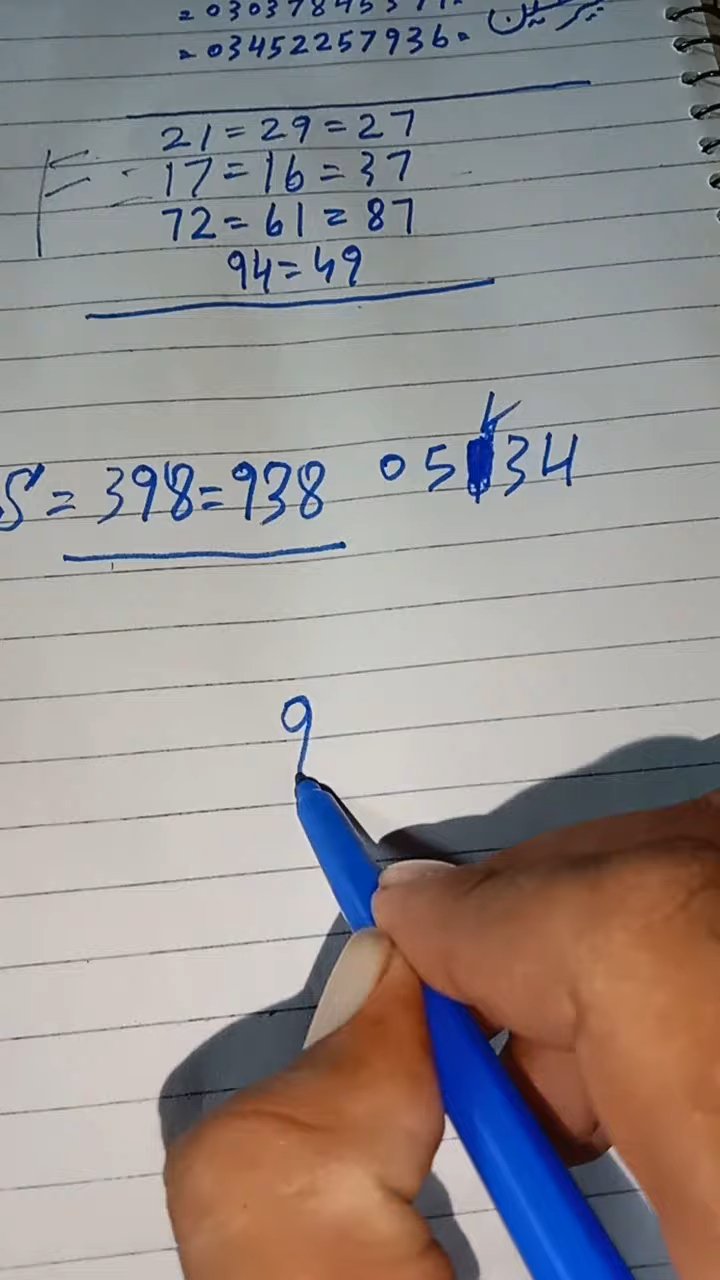 = 03452257936.
21 = 29 = 27
17 = 16 = 37
72 = 61 = 87
94 = 49
= 398 = 938 05 34
9